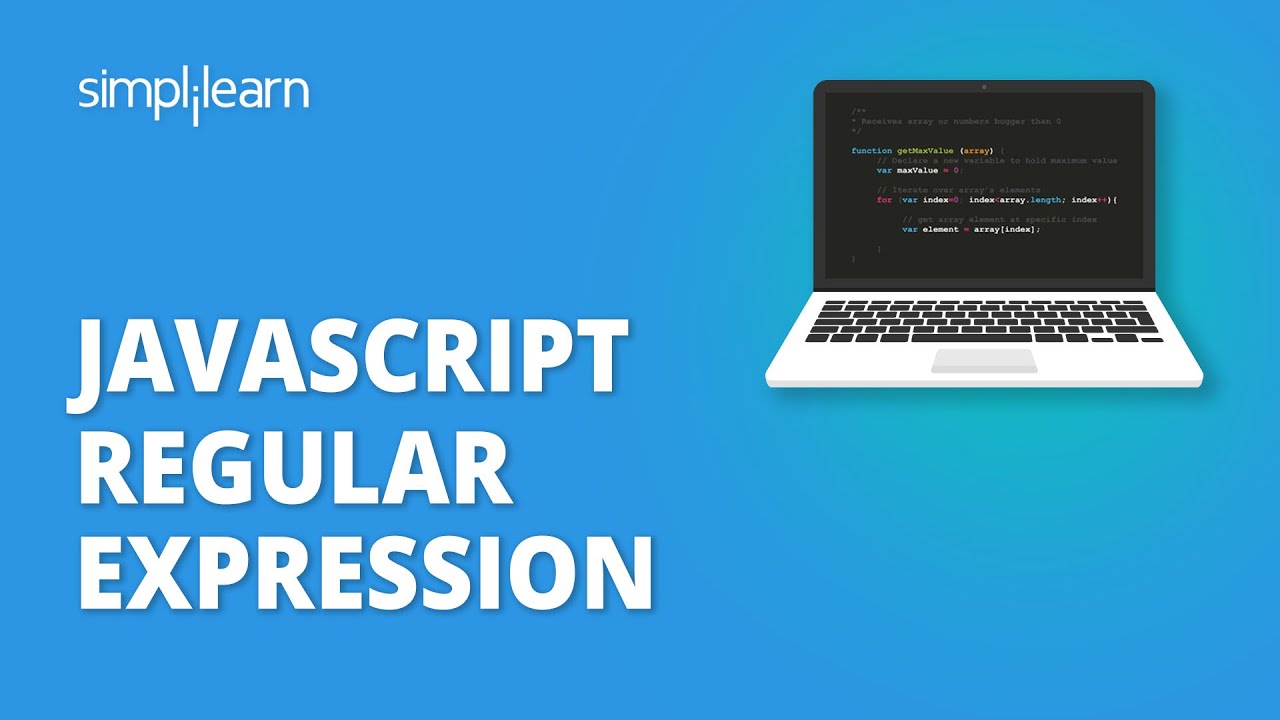 simplilearn
/**
* Receives array or numbers bugger than 0
*/
function getMaxValue (array) {
// Declare a new variable to hold maximum value
var maxValue = 0;
// Iterate over array's elements
for (var index=0; index<array.length; index++){
// get array element at specific index
var element = array[index];
}
}
JAVASCRIPT
REGULAR
EXPRESSION